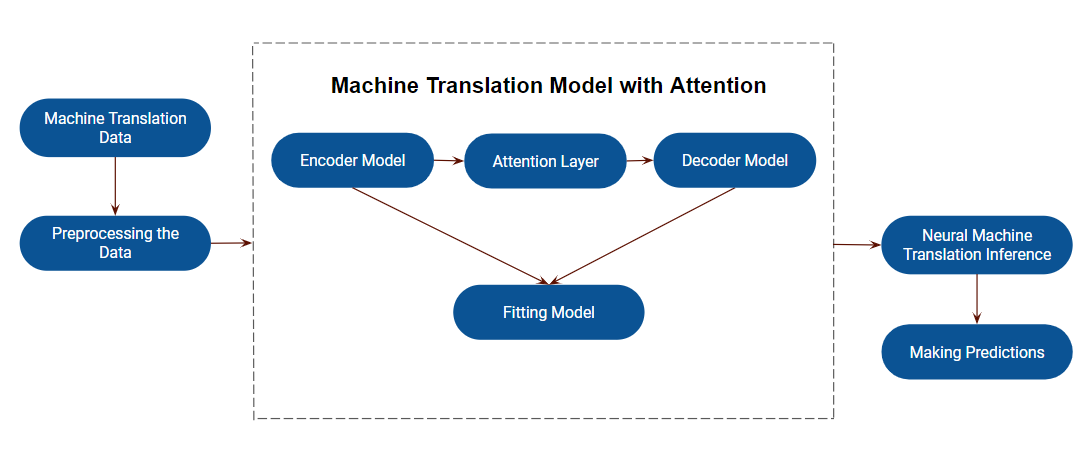 Machine Translation Model with Attention
Machine Translation
Data
Preprocessing the
Data
Encoder Model
Attention Layer
Decoder Model
Fitting Model
Neural Machine
Translation Inference
Making Predictions